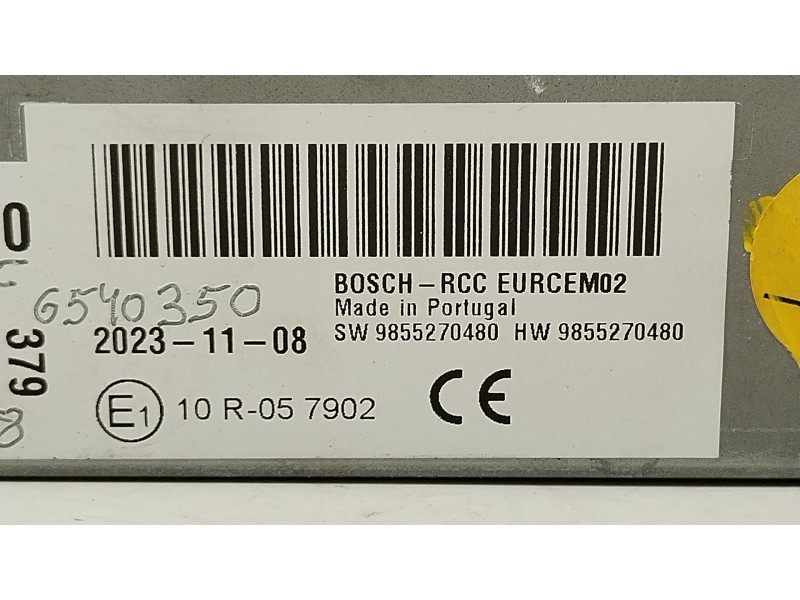 BOSCH-RCC EURCEM02
Made in Portugal
6540350
2023-11-08
SW 9855270480 HW 9855270480
E1 10 R-05 7902
CE
379
8